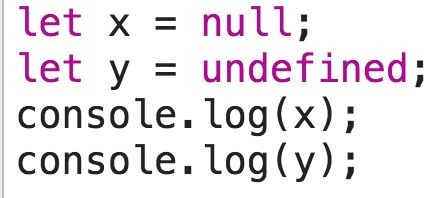 let x = null;
let y = undefined;
console.log(x);
console.log(y);